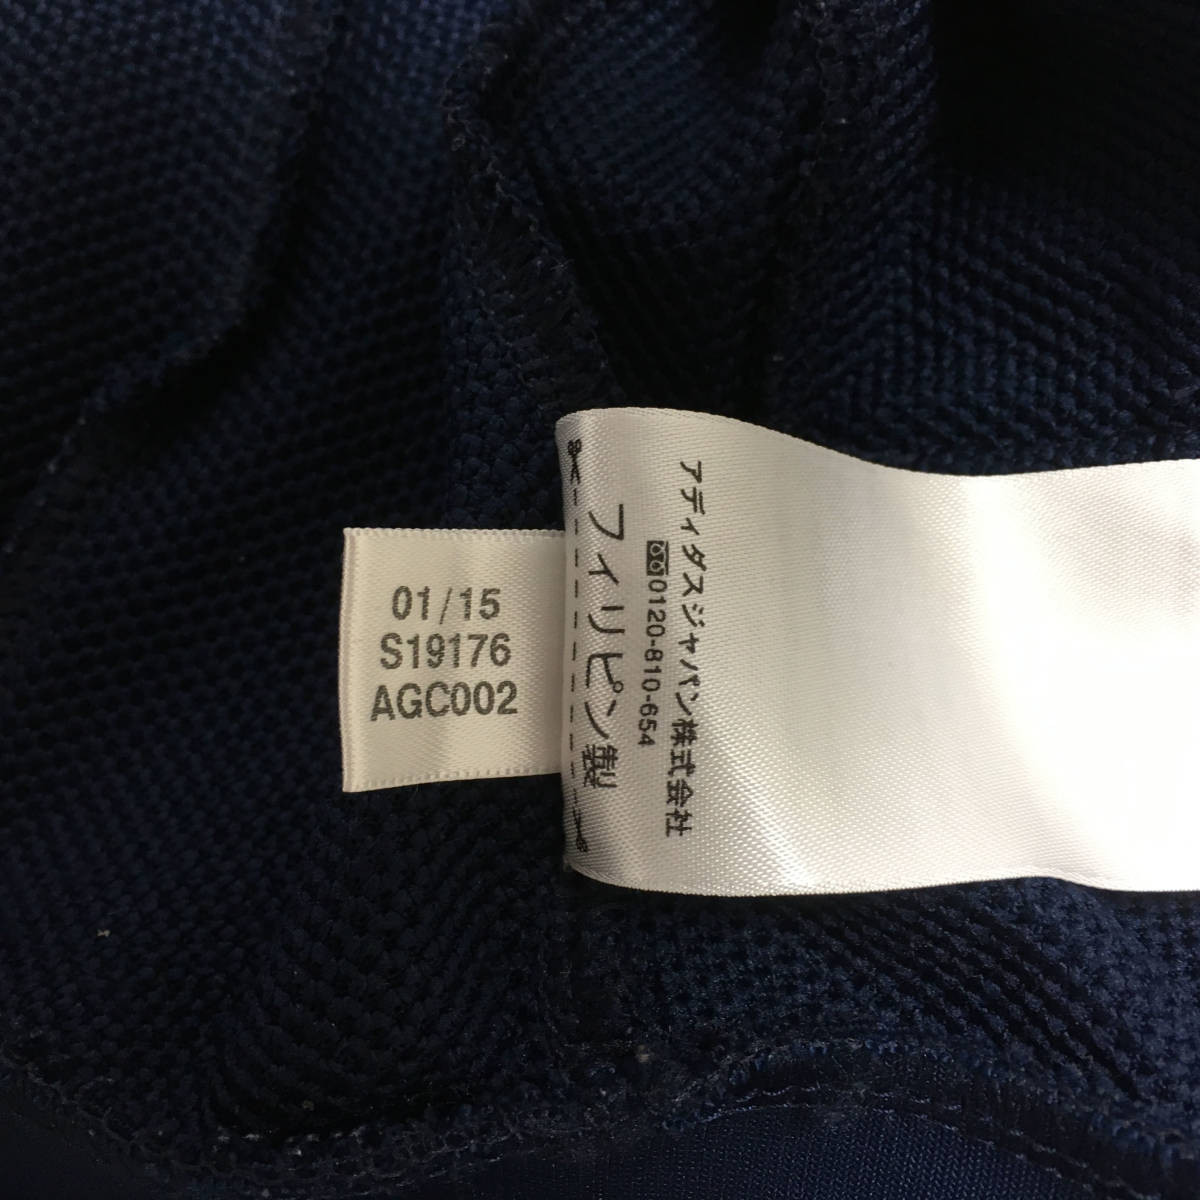 01/15
S19176
AGC002
アディダスジャパン株式会社
0120-810-654
フィリピン製